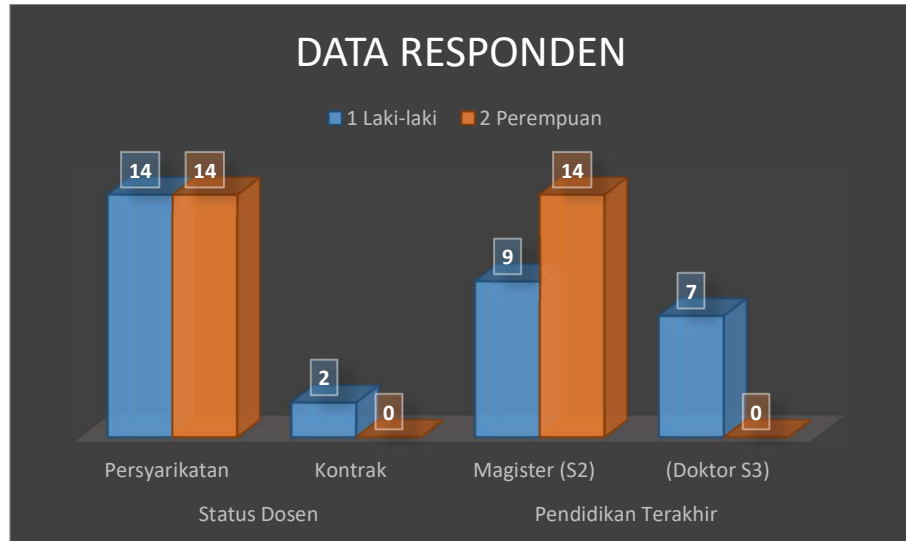 DATA RESPONDEN
1 Laki-laki 2 Perempuan
14 14 2 0 9 14 7 0
Persyarikatan Kontrak Magister (S2) (Doktor S3)
Status Dosen Pendidikan Terakhir